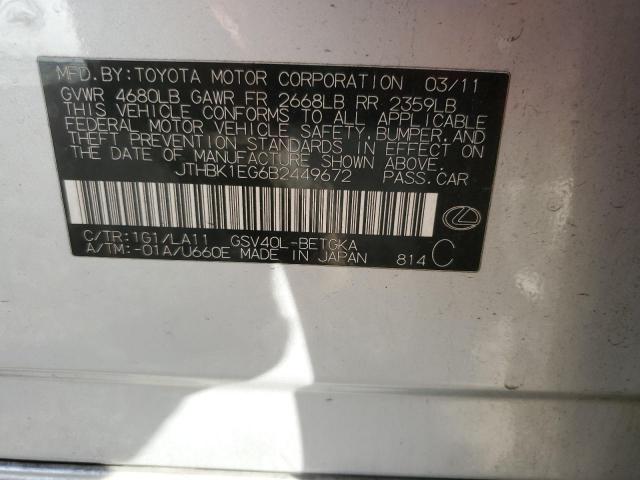 MFD. BY: TOYOTA MOTOR CORPORATION 03/11
GVWR 4680LB GAWR FR 2668LB RR 2359LB
THIS VEHICLE CONFORMS TO ALL APPLICABLE
FEDERAL MOTOR VEHICLE SAFETY, BUMPER, AND
THEFT PREVENTION STANDARDS IN EFFECT ON
THE DATE OF MANUFACTURE SHOWN ABOVE.
JTHBK1EG6B2449672 PASS. CAR
C/TR: 1G1/LA11 GSV40L-BETGKA
A/TM: -01A/U660E MADE IN JAPAN 814 C